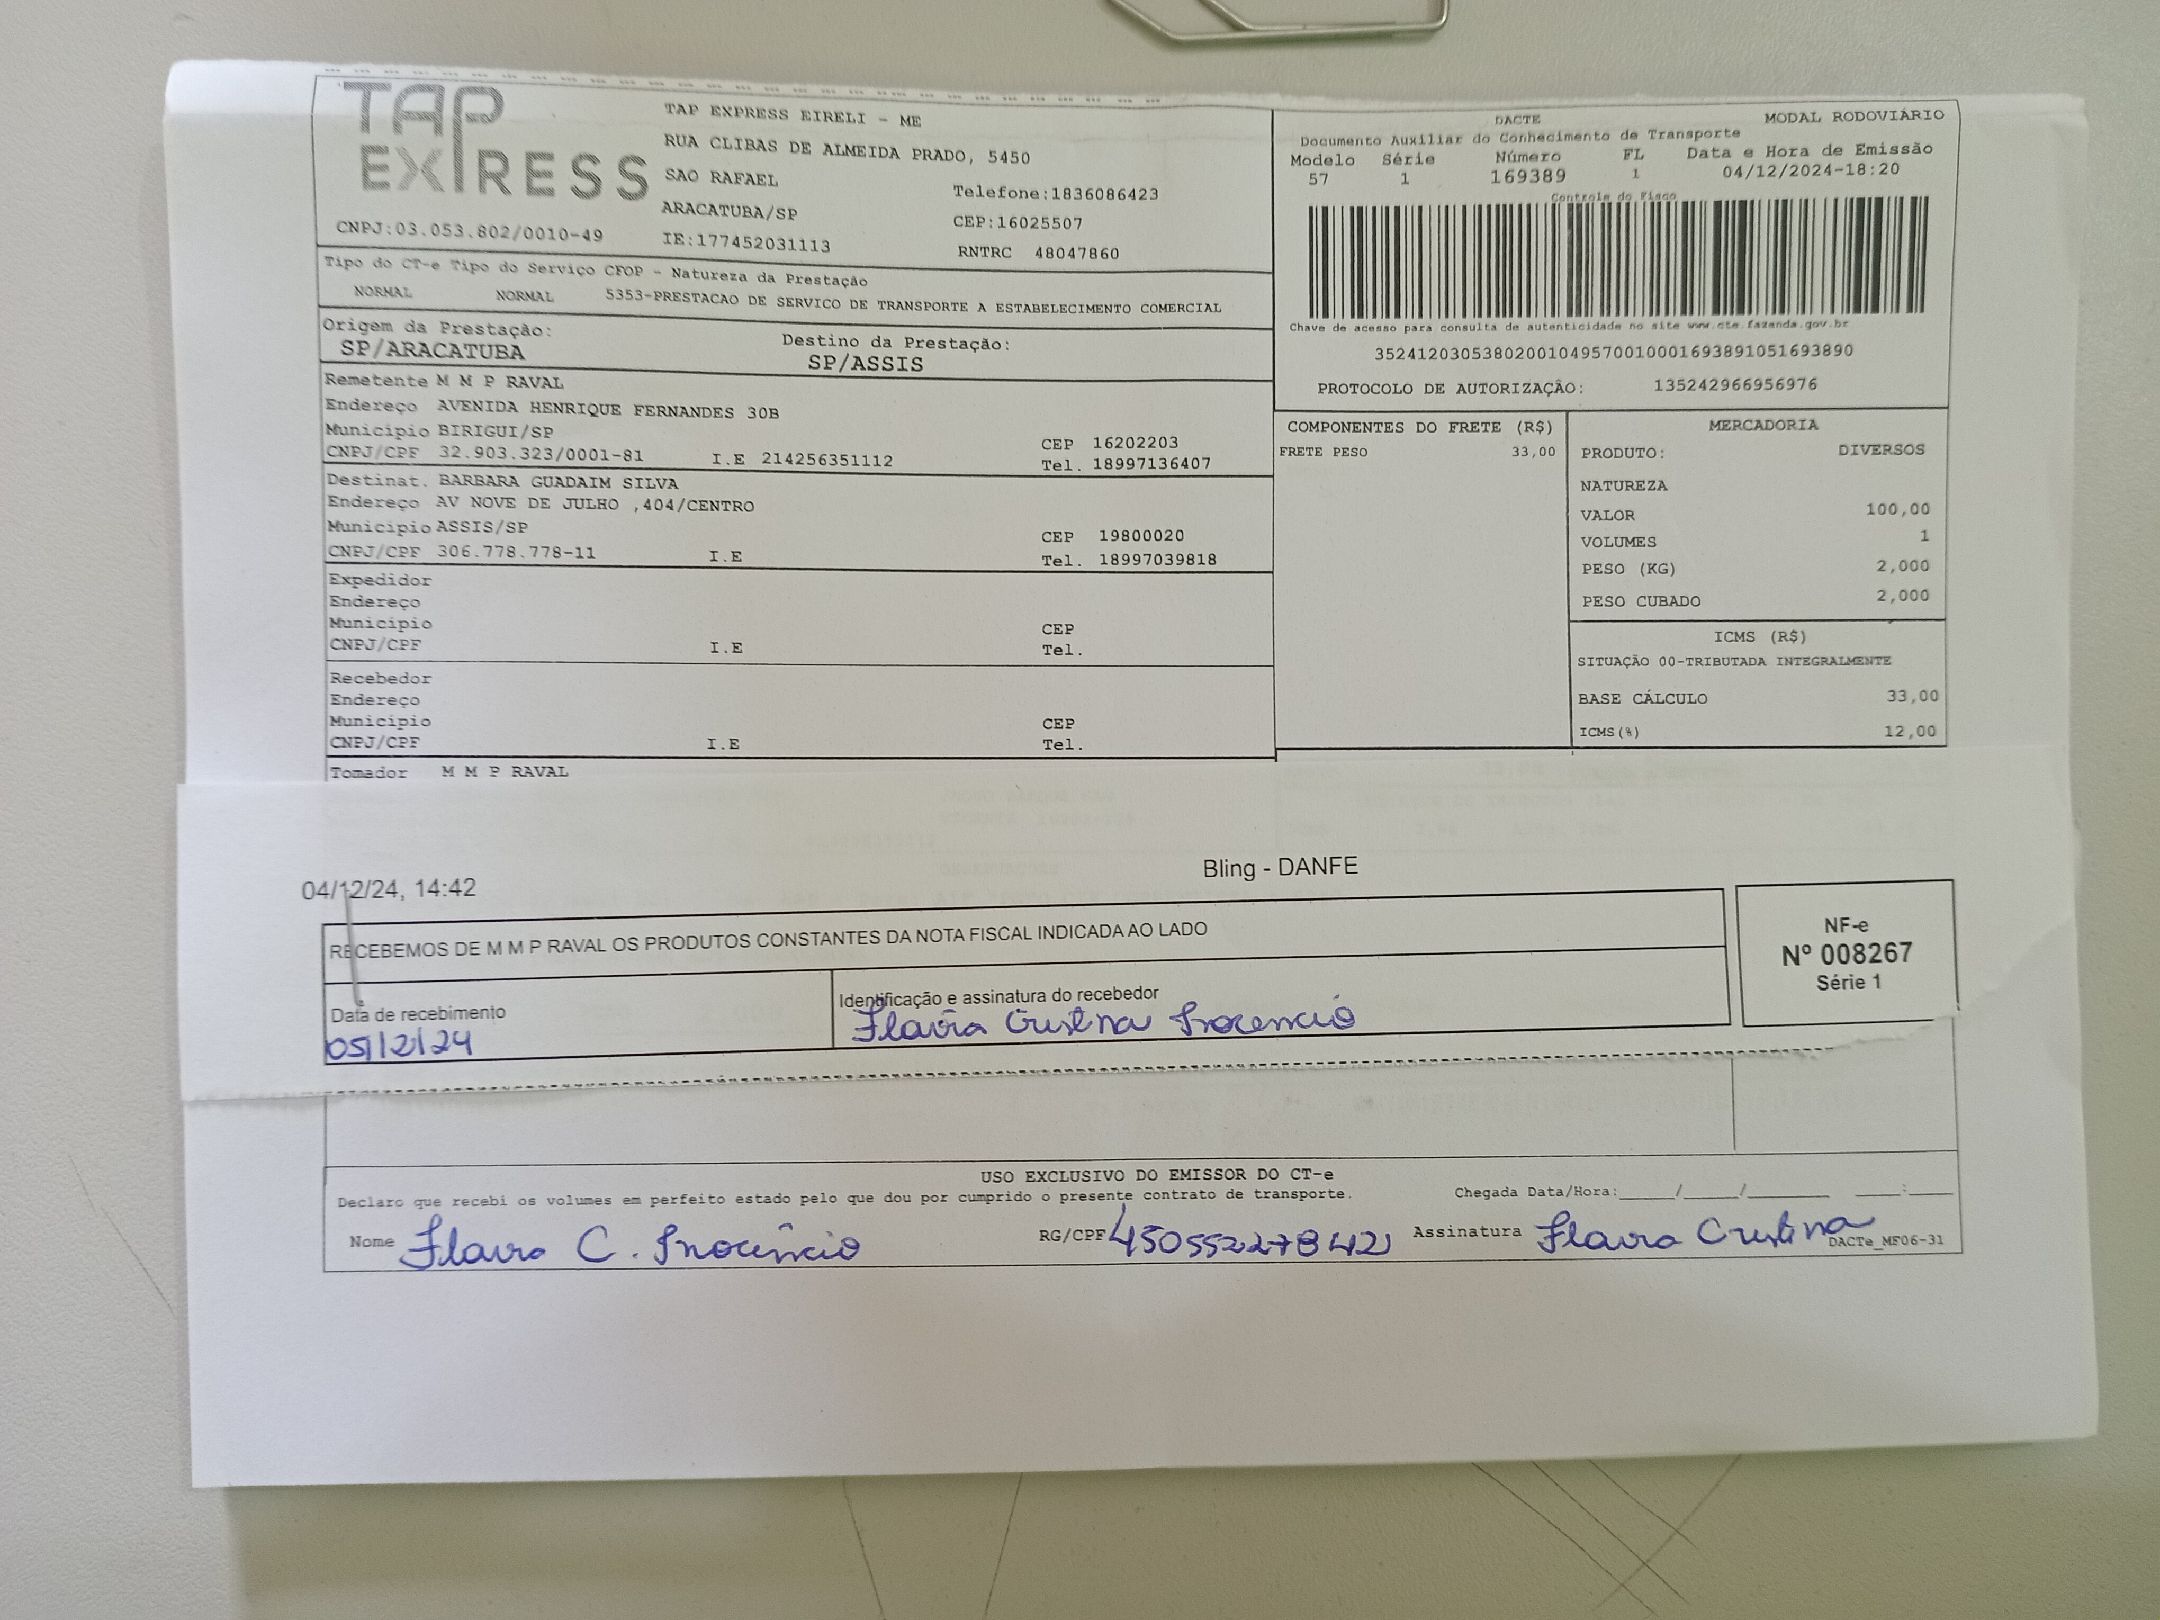 TAP EXPRESS
TAP EXPRESS EIRELI - ME
RUA CLIBAS DE ALMEIDA PRADO, 5450
SAO RAFAEL
Telefone:1836086423
ARACATUBA/SP
CEP:16025507
CNPJ:03.053.802/0010-49
IE:177452031113
RNTRC 48047860
DACTE
MODAL RODOVIÁRIO
Documento Auxiliar do Conhecimento de Transporte
Modelo Série Número FL Data e Hora de Emissão
57 1 169389 1 04/12/2024-18:20
Controle do Fisco
Chave de acesso para consulta de autenticidade no site www.cte.fazenda.gov.br
35241203053802001049570010001693891051693890
PROTOCOLO DE AUTORIZAÇÃO: 135242966956976
Tipo do CT-e Tipo do Serviço CFOP - Natureza da Prestação
NORMAL NORMAL 5353-PRESTACAO DE SERVICO DE TRANSPORTE A ESTABELECIMENTO COMERCIAL
Origem da Prestação:
SP/ARACATUBA
Destino da Prestação:
SP/ASSIS
Remetente M M P RAVAL
Endereço AVENIDA HENRIQUE FERNANDES 30B
Municipio BIRIGUI/SP CEP 16202203
CNPJ/CPF 32.903.323/0001-81 I.E 214256351112 Tel. 18997136407
Destinat. BARBARA GUADAIM SILVA
Endereço AV NOVE DE JULHO ,404/CENTRO
Municipio ASSIS/SP CEP 19800020
CNPJ/CPF 306.778.778-11 I.E Tel. 18997039818
Expedidor
Endereço
Municipio CEP
CNPJ/CPF I.E Tel.
Recebedor
Endereço
Municipio CEP
CNPJ/CPF I.E Tel.
Tomador M M P RAVAL
COMPONENTES DO FRETE (R$)
FRETE PESO 33,00
MERCADORIA
PRODUTO: DIVERSOS
NATUREZA
VALOR 100,00
VOLUMES 1
PESO (KG) 2,000
PESO CUBADO 2,000
ICMS (R$)
SITUAÇÃO 00-TRIBUTADA INTEGRALMENTE
BASE CÁLCULO 33,00
ICMS(%) 12,00
04/12/24, 14:42
Bling - DANFE
RECEBEMOS DE M M P RAVAL OS PRODUTOS CONSTANTES DA NOTA FISCAL INDICADA AO LADO
NF-e
Nº 008267
Série 1
Data de recebimento
05/12/24
Identificação e assinatura do recebedor
Flavia Cristina Inocencio
USO EXCLUSIVO DO EMISSOR DO CT-e
Declaro que recebi os volumes em perfeito estado pelo que dou por cumprido o presente contrato de transporte.
Chegada Data/Hora:_____/_____/_______ ____:____
Nome Flavia C. Inocêncio
RG/CPF 45055227842
Assinatura Flavia Cristina
DACTe_MF06-31